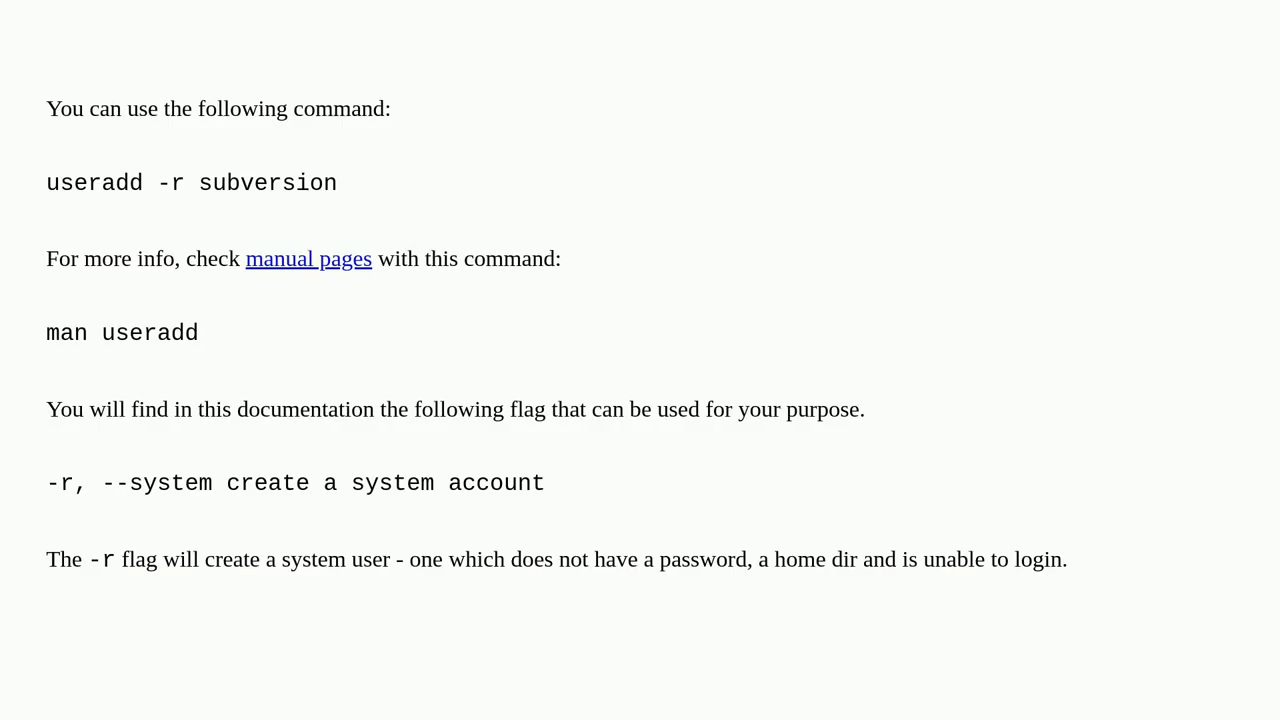 You can use the following command:
useradd -r subversion
For more info, check manual pages with this command:
man useradd
You will find in this documentation the following flag that can be used for your purpose.
-r, --system create a system account
The -r flag will create a system user - one which does not have a password, a home dir and is unable to login.